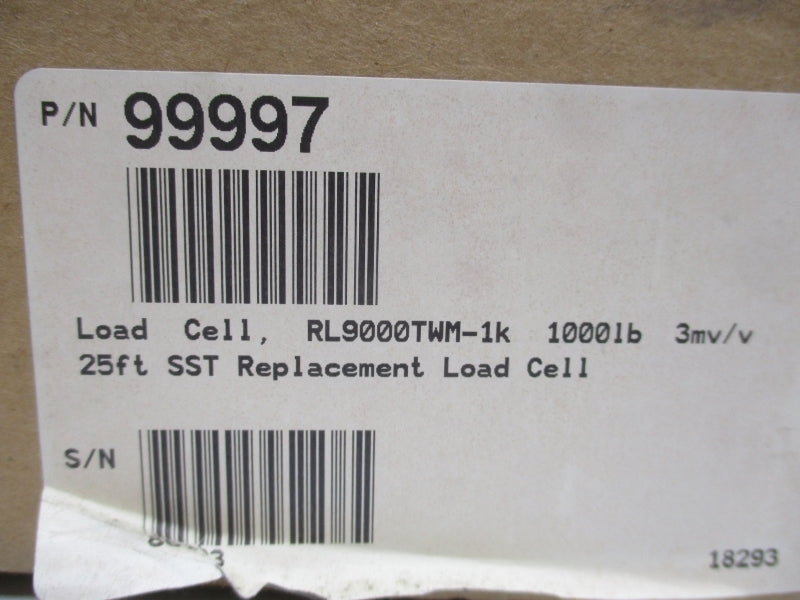 P/N 99997
Load Cell, RL9000TWM-1k 1000lb 3mv/v
25ft SST Replacement Load Cell
S/N
18293